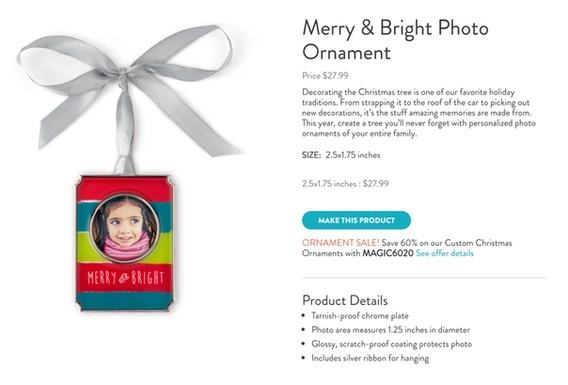 Merry & Bright Photo
Ornament
Price $27.99
Decorating the Christmas tree is one of our favorite holiday
traditions. From strapping it to the roof of the car to picking out
new decorations, it's the stuff amazing memories are made from.
This year, create a tree you'll never forget with personalized photo
ornaments of your entire family.
SIZE: 2.5x1.75 inches
2.5x1.75 inches : $27.99
MAKE THIS PRODUCT
ORNAMENT SALE! Save 60% on our Custom Christmas
Ornaments with MAGIC6020 See offer details
Product Details
• Tarnish-proof chrome plate
• Photo area measures 1.25 inches in diameter
• Glossy, scratch-proof coating protects photo
• Includes silver ribbon for hanging
MERRY & BRIGHT